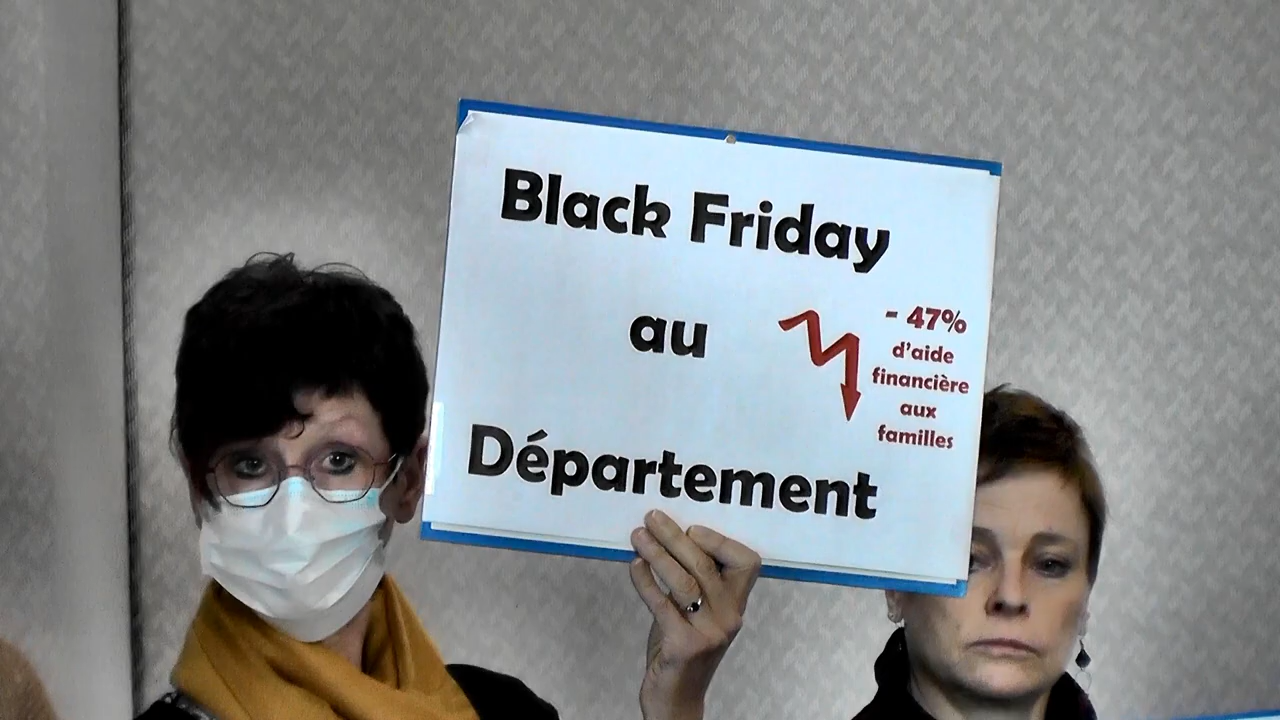 Black Friday
au
Département
- 47%
d'aide
financière
aux
familles